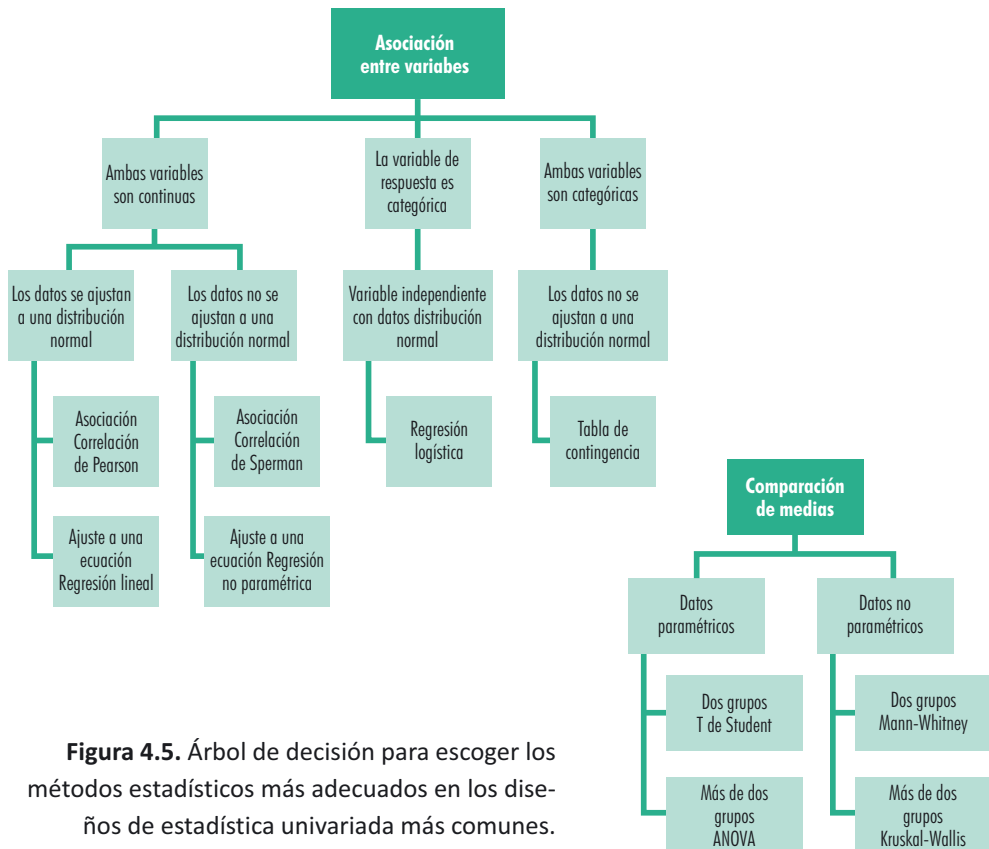 Asociación
entre variabes
Ambas variables
son continuas
La variable de
respuesta es
categórica
Ambas variables
son categóricas
Los datos se ajustan
a una distribución
normal
Los datos no se
ajustan a una
distribución normal
Variable independiente
con datos distribución
normal
Los datos no se
ajustan a una
distribución normal
Asociación
Correlación
de Pearson
Asociación
Correlación
de Sperman
Regresión
logística
Tabla de
contingencia
Ajuste a una
ecuación
Regresión lineal
Ajuste a una
ecuación Regresión
no paramétrica
Comparación
de medias
Datos
paramétricos
Datos no
paramétricos
Dos grupos
T de Student
Dos grupos
Mann-Whitney
Más de dos
grupos
ANOVA
Más de dos
grupos
Kruskal-Wallis
Figura 4.5. Árbol de decisión para escoger los
métodos estadísticos más adecuados en los dise-
ños de estadística univariada más comunes.